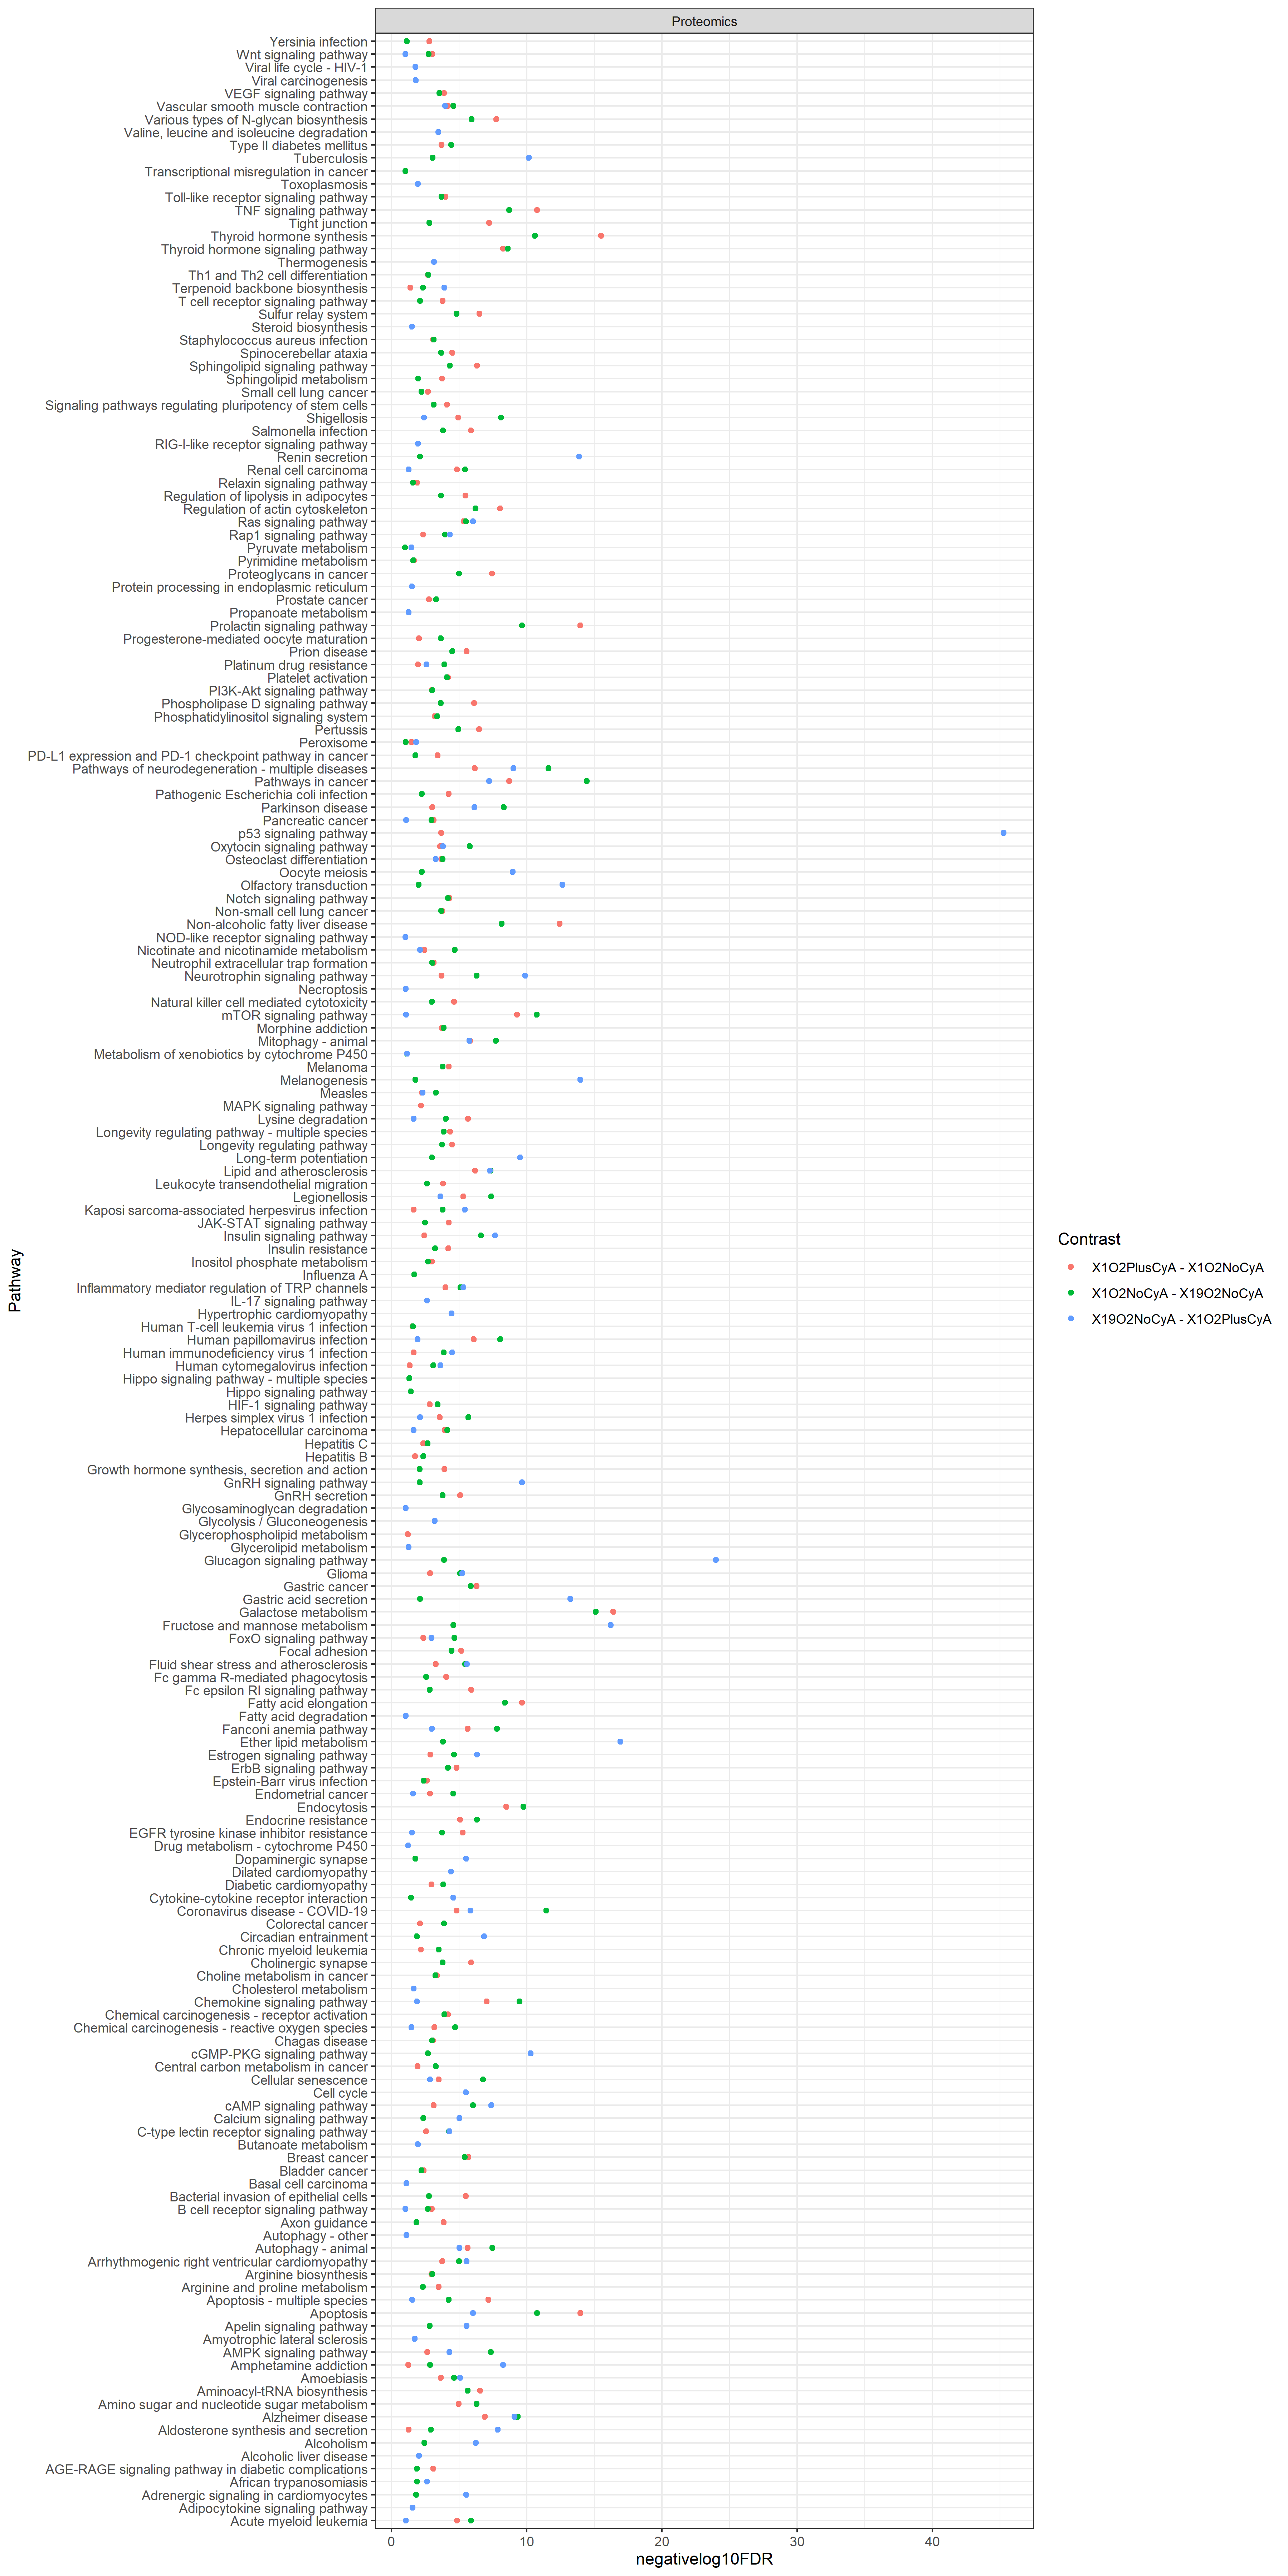 Proteomics
Yersinia infection
Wnt signaling pathway
Viral life cycle - HIV-1
Viral carcinogenesis
VEGF signaling pathway
Vascular smooth muscle contraction
Various types of N-glycan biosynthesis
Valine, leucine and isoleucine degradation
Type II diabetes mellitus
Tuberculosis
Transcriptional misregulation in cancer
Toxoplasmosis
Toll-like receptor signaling pathway
TNF signaling pathway
Tight junction
Thyroid hormone synthesis
Thyroid hormone signaling pathway
Thermogenesis
Th1 and Th2 cell differentiation
Terpenoid backbone biosynthesis
T cell receptor signaling pathway
Sulfur relay system
Steroid biosynthesis
Staphylococcus aureus infection
Spinocerebellar ataxia
Sphingolipid signaling pathway
Sphingolipid metabolism
Small cell lung cancer
Signaling pathways regulating pluripotency of stem cells
Shigellosis
Salmonella infection
RIG-I-like receptor signaling pathway
Renin secretion
Renal cell carcinoma
Relaxin signaling pathway
Regulation of lipolysis in adipocytes
Regulation of actin cytoskeleton
Ras signaling pathway
Rap1 signaling pathway
Pyruvate metabolism
Pyrimidine metabolism
Proteoglycans in cancer
Protein processing in endoplasmic reticulum
Prostate cancer
Propanoate metabolism
Prolactin signaling pathway
Progesterone-mediated oocyte maturation
Prion disease
Platinum drug resistance
Platelet activation
PI3K-Akt signaling pathway
Phospholipase D signaling pathway
Phosphatidylinositol signaling system
Pertussis
Peroxisome
PD-L1 expression and PD-1 checkpoint pathway in cancer
Pathways of neurodegeneration - multiple diseases
Pathways in cancer
Pathogenic Escherichia coli infection
Parkinson disease
Pancreatic cancer
p53 signaling pathway
Oxytocin signaling pathway
Osteoclast differentiation
Oocyte meiosis
Olfactory transduction
Notch signaling pathway
Non-small cell lung cancer
Non-alcoholic fatty liver disease
NOD-like receptor signaling pathway
Nicotinate and nicotinamide metabolism
Neutrophil extracellular trap formation
Neurotrophin signaling pathway
Necroptosis
Natural killer cell mediated cytotoxicity
mTOR signaling pathway
Morphine addiction
Mitophagy - animal
Metabolism of xenobiotics by cytochrome P450
Melanoma
Melanogenesis
Measles
MAPK signaling pathway
Lysine degradation
Longevity regulating pathway - multiple species
Longevity regulating pathway
Long-term potentiation
Lipid and atherosclerosis
Leukocyte transendothelial migration
Legionellosis
Kaposi sarcoma-associated herpesvirus infection
JAK-STAT signaling pathway
Insulin signaling pathway
Insulin resistance
Inositol phosphate metabolism
Influenza A
Inflammatory mediator regulation of TRP channels
IL-17 signaling pathway
Hypertrophic cardiomyopathy
Human T-cell leukemia virus 1 infection
Human papillomavirus infection
Human immunodeficiency virus 1 infection
Human cytomegalovirus infection
Hippo signaling pathway - multiple species
Hippo signaling pathway
HIF-1 signaling pathway
Herpes simplex virus 1 infection
Hepatocellular carcinoma
Hepatitis C
Hepatitis B
Growth hormone synthesis, secretion and action
GnRH signaling pathway
GnRH secretion
Glycosaminoglycan degradation
Glycolysis / Gluconeogenesis
Glycerophospholipid metabolism
Glycerolipid metabolism
Glucagon signaling pathway
Glioma
Gastric cancer
Gastric acid secretion
Galactose metabolism
Fructose and mannose metabolism
FoxO signaling pathway
Focal adhesion
Fluid shear stress and atherosclerosis
Fc gamma R-mediated phagocytosis
Fc epsilon RI signaling pathway
Fatty acid elongation
Fatty acid degradation
Fanconi anemia pathway
Ether lipid metabolism
Estrogen signaling pathway
ErbB signaling pathway
Epstein-Barr virus infection
Endometrial cancer
Endocytosis
Endocrine resistance
EGFR tyrosine kinase inhibitor resistance
Drug metabolism - cytochrome P450
Dopaminergic synapse
Dilated cardiomyopathy
Diabetic cardiomyopathy
Cytokine-cytokine receptor interaction
Coronavirus disease - COVID-19
Colorectal cancer
Circadian entrainment
Chronic myeloid leukemia
Cholinergic synapse
Choline metabolism in cancer
Cholesterol metabolism
Chemokine signaling pathway
Chemical carcinogenesis - receptor activation
Chemical carcinogenesis - reactive oxygen species
Chagas disease
cGMP-PKG signaling pathway
Central carbon metabolism in cancer
Cellular senescence
Cell cycle
cAMP signaling pathway
Calcium signaling pathway
C-type lectin receptor signaling pathway
Butanoate metabolism
Breast cancer
Bladder cancer
Basal cell carcinoma
Bacterial invasion of epithelial cells
B cell receptor signaling pathway
Axon guidance
Autophagy - other
Autophagy - animal
Arrhythmogenic right ventricular cardiomyopathy
Arginine biosynthesis
Arginine and proline metabolism
Apoptosis - multiple species
Apoptosis
Apelin signaling pathway
Amyotrophic lateral sclerosis
AMPK signaling pathway
Amphetamine addiction
Amoebiasis
Aminoacyl-tRNA biosynthesis
Amino sugar and nucleotide sugar metabolism
Alzheimer disease
Aldosterone synthesis and secretion
Alcoholism
Alcoholic liver disease
AGE-RAGE signaling pathway in diabetic complications
African trypanosomiasis
Adrenergic signaling in cardiomyocytes
Adipocytokine signaling pathway
Acute myeloid leukemia
Pathway
0 10 20 30 40
negativelog10FDR
Contrast
X1O2PlusCyA - X1O2NoCyA
X1O2NoCyA - X19O2NoCyA
X19O2NoCyA - X1O2PlusCyA